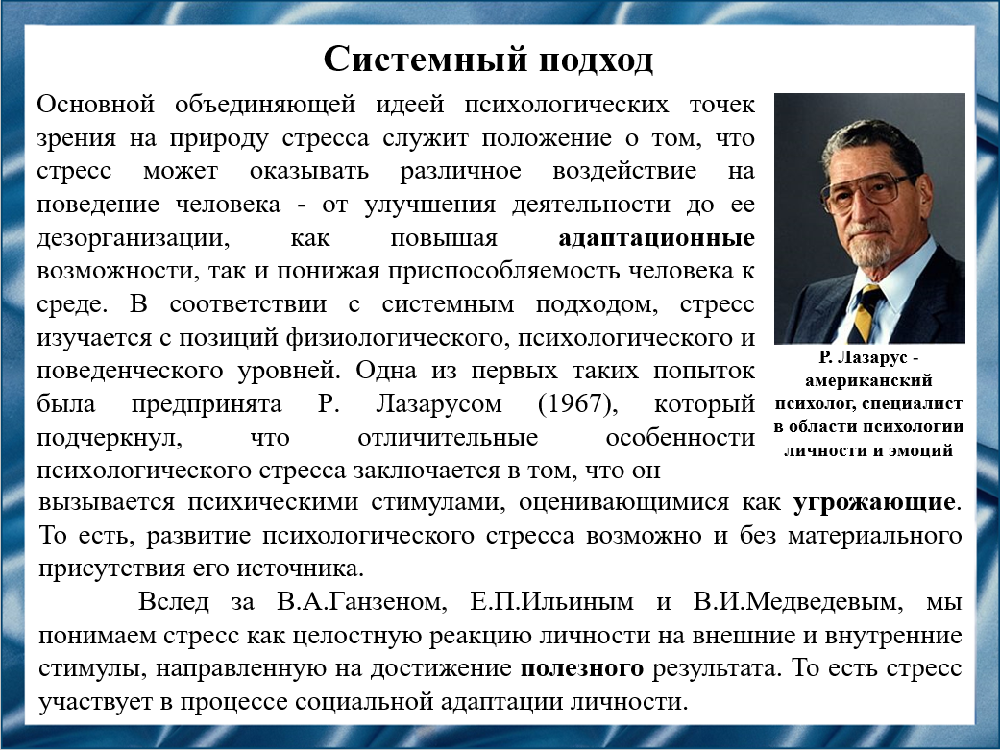 Системный подход
Основной объединяющей идеей психологических точек
зрения на природу стресса служит положение о том, что
стресс может оказывать различное воздействие на
поведение человека - от улучшения деятельности до ее
дезорганизации, как повышая адаптационные
возможности, так и понижая приспособляемость человека к
среде. В соответствии с системным подходом, стресс
изучается с позиций физиологического, психологического и
поведенческого уровней. Одна из первых таких попыток
была предпринята Р. Лазарусом (1967), который
подчеркнул, что отличительные особенности
психологического стресса заключается в том, что он
вызывается психическими стимулами, оценивающимися как угрожающие.
То есть, развитие психологического стресса возможно и без материального
присутствия его источника.
Вслед за В.А.Ганзеном, Е.П.Ильиным и В.И.Медведевым, мы
понимаем стресс как целостную реакцию личности на внешние и внутренние
стимулы, направленную на достижение полезного результата. То есть стресс
участвует в процессе социальной адаптации личности.
Р. Лазарус -
американский
психолог, специалист
в области психологии
личности и эмоций